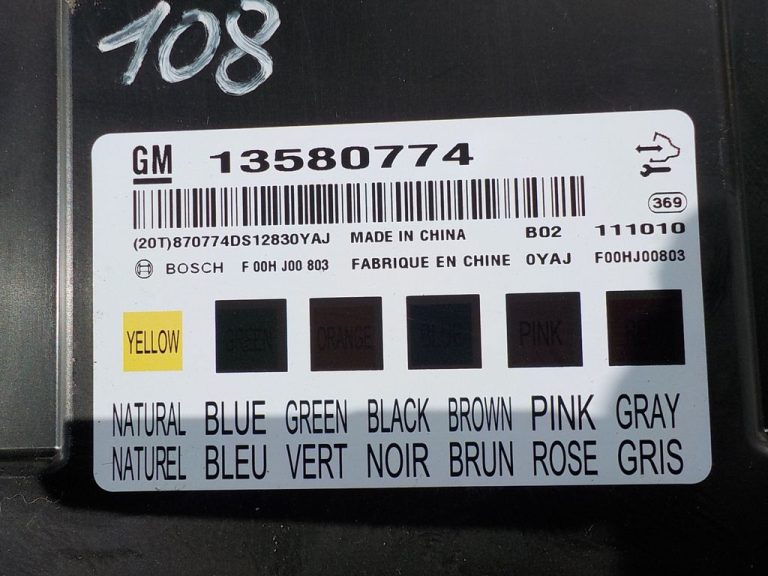 108
GM 13580774
369
(20T)870774DS12830YAJ MADE IN CHINA B02 111010
BOSCH F 00H J00 803 FABRIQUE EN CHINE 0YAJ F00HJ00803
YELLOW GREEN ORANGE BLUE PINK RED
NATURAL BLUE GREEN BLACK BROWN PINK GRAY
NATUREL BLEU VERT NOIR BRUN ROSE GRIS